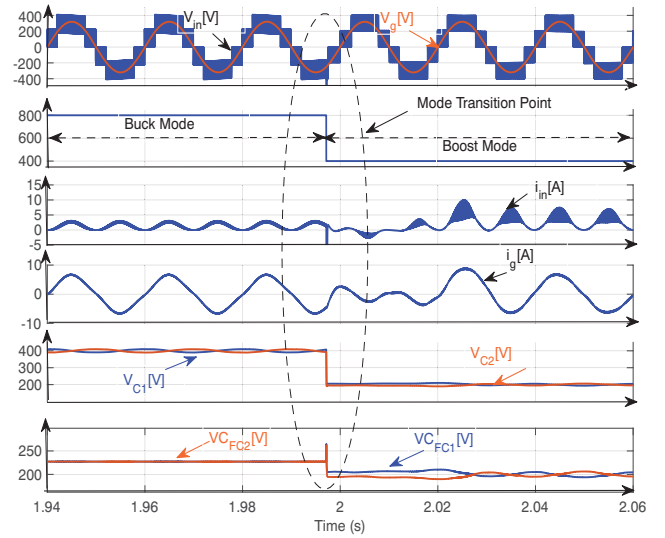 V_in[V]
V_g[V]
400
200
0
-200
-400
Mode Transition Point
800
Buck Mode
600
Boost Mode
400
15
i_in[A]
10
5
0
-5
10
i_g[A]
0
-10
400
300
V_C1[V]
V_C2[V]
200
VC_FC2[V]
VC_FC1[V]
250
200
1.94 1.96 1.98 2 2.02 2.04 2.06
Time (s)